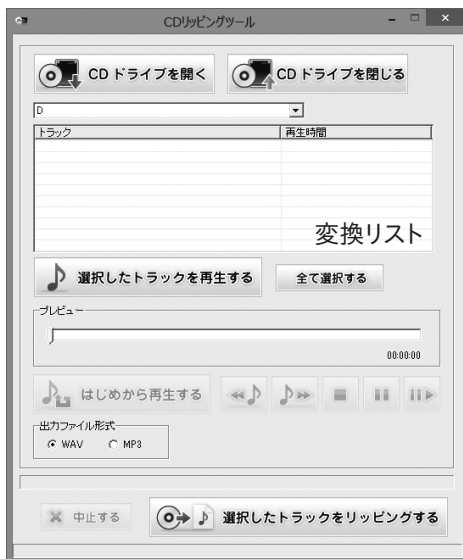 CDリッピングツール
CD ドライブを開く
CD ドライブを閉じる
D
トラック
再生時間
変換リスト
選択したトラックを再生する
全て選択する
プレビュー
00:00:00
はじめから再生する
出力ファイル形式
WAV
MP3
中止する
選択したトラックをリッピングする